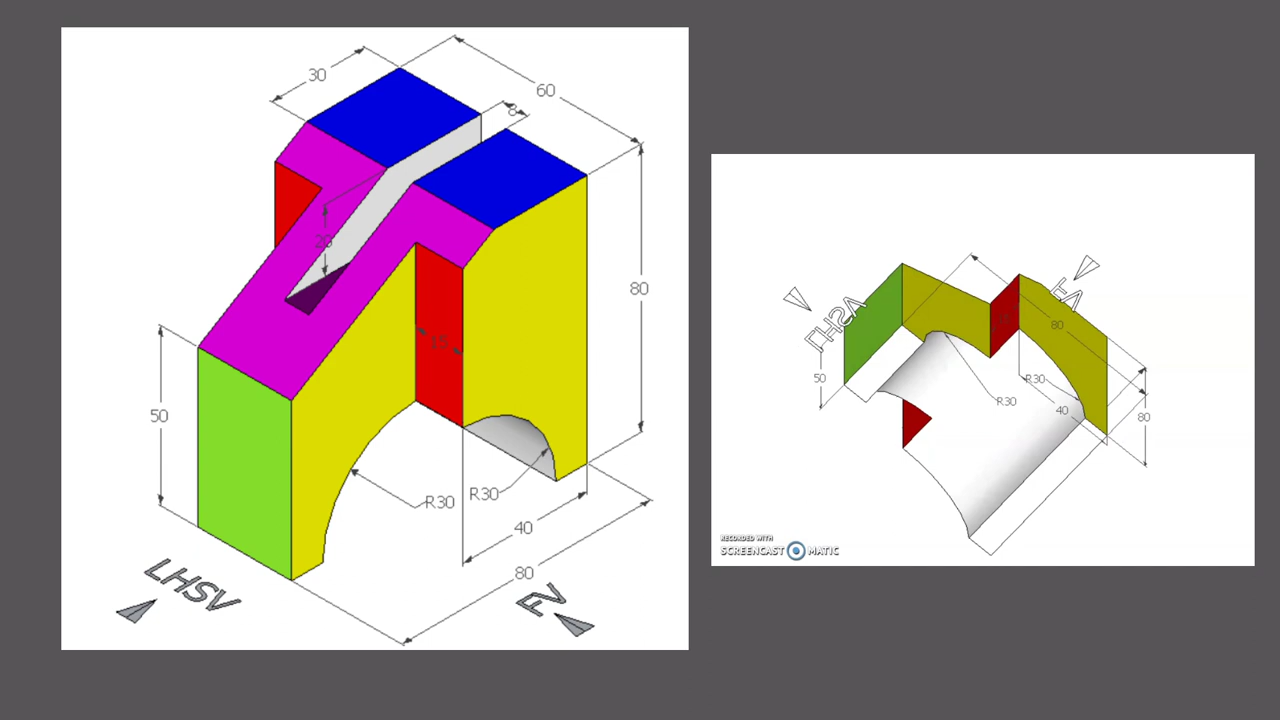 30
60
8
20
80
15
50
R30
R30
40
80
LHSV
FV
LHSV
FV
80
50
R30
R30
40
80
RECORDED WITH
SCREENCAST MATIC